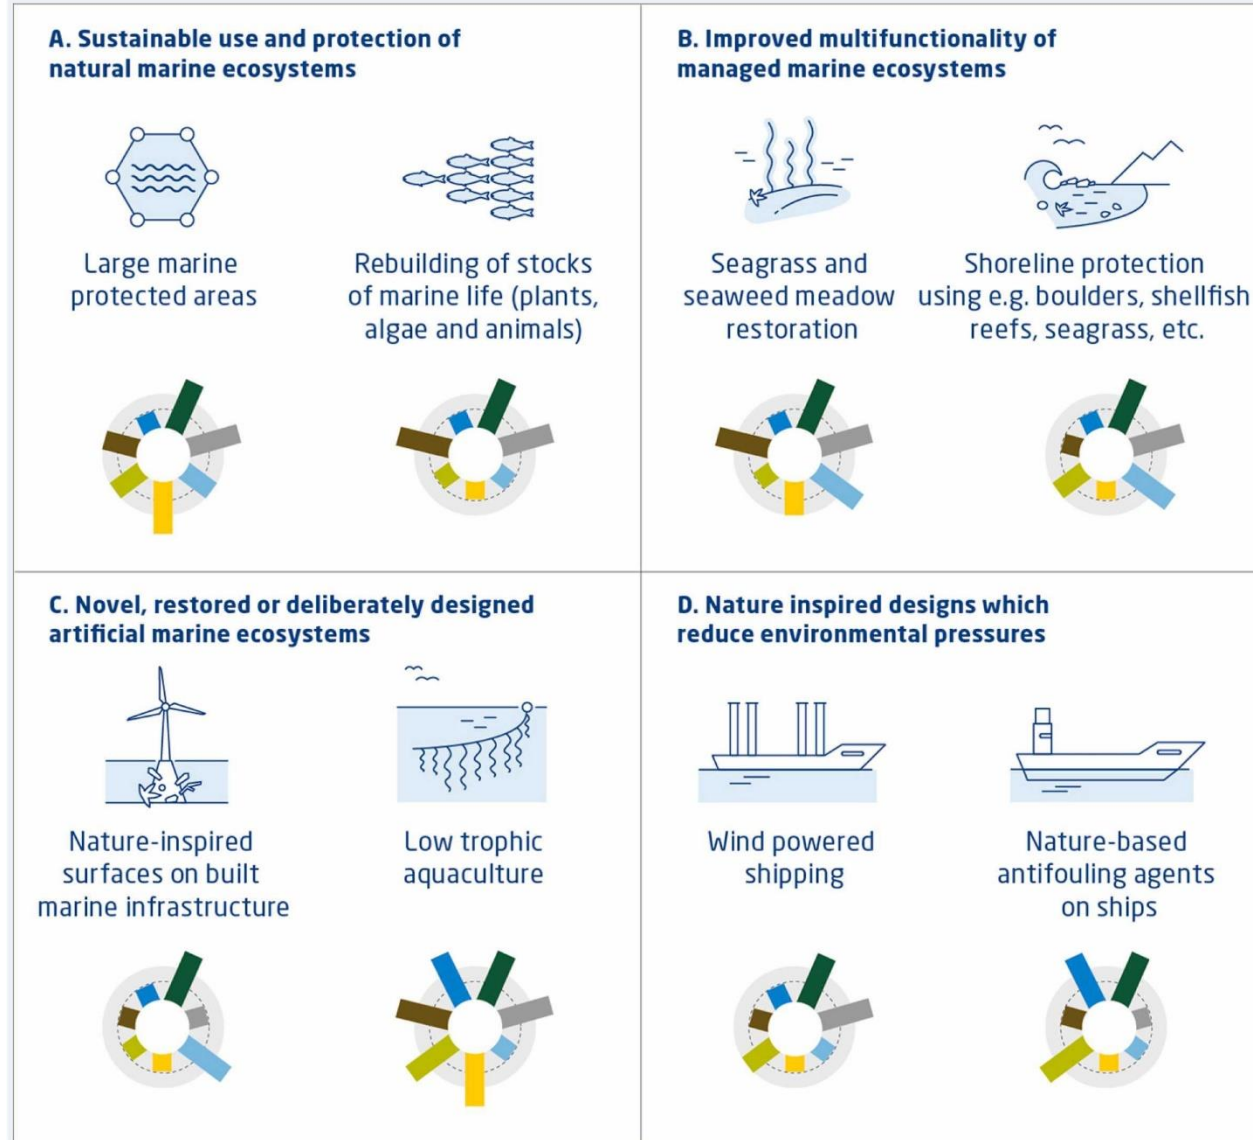 A. Sustainable use and protection of
natural marine ecosystems
Large marine
protected areas
Rebuilding of stocks
of marine life (plants,
algae and animals)
B. Improved multifunctionality of
managed marine ecosystems
Seagrass and
seaweed meadow
restoration
Shoreline protection
using e.g. boulders, shellfish
reefs, seagrass, etc.
C. Novel, restored or deliberately designed
artificial marine ecosystems
Nature-inspired
surfaces on built
marine infrastructure
Low trophic
aquaculture
D. Nature inspired designs which
reduce environmental pressures
Wind powered
shipping
Nature-based
antifouling agents
on ships